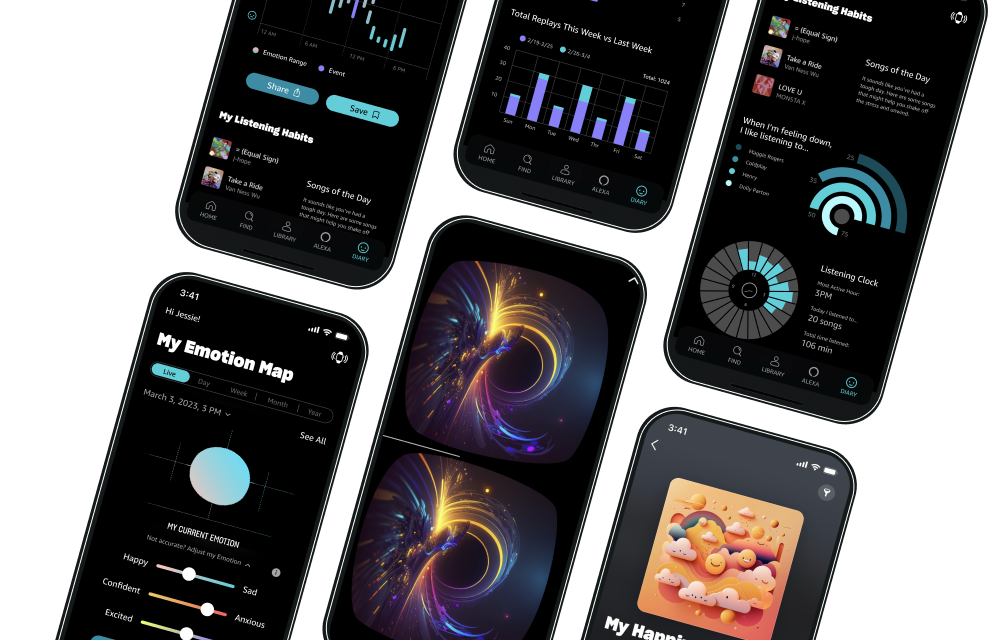 12 AM
6 AM
12 PM
6 PM
Emotion Range
Event
Share
Save
My Listening Habits
= (Equal Sign)
j-hope
Take a Ride
Van Ness Wu
Songs of the Day
It sounds like you've had a
tough day. Here are some songs
that might help you shake off
HOME
FIND
LIBRARY
ALEXA
DIARY
7
5
Total Replays This Week vs Last Week
2/19-2/25
2/26-3/4
Total: 1024
40
30
20
10
Sun
Mon
Tue
Wed
Thu
Fri
Sat
HOME
FIND
LIBRARY
ALEXA
DIARY
My Listening Habits
= (Equal Sign)
j-hope
Take a Ride
Van Ness Wu
LOVE U
MONSTA X
Songs of the Day
It sounds like you've had a
tough day. Here are some songs
that might help you shake off
the stress and unwind.
When I'm feeling down,
I like listening to...
Maggie Rogers
Coldplay
Henry
Dolly Parton
25
35
50
75
Listening Clock
Most Active Hour:
3PM
Today I listened to...
20 songs
Total time listened:
106 min
HOME
FIND
LIBRARY
ALEXA
DIARY
3:41
Hi Jessie!
My Emotion Map
Live
Day
Week
Month
Year
March 3, 2023, 3 PM
See All
MY CURRENT EMOTION
Not accurate? Adjust my Emotion
Happy
Sad
Confident
Anxious
Excited
3:41